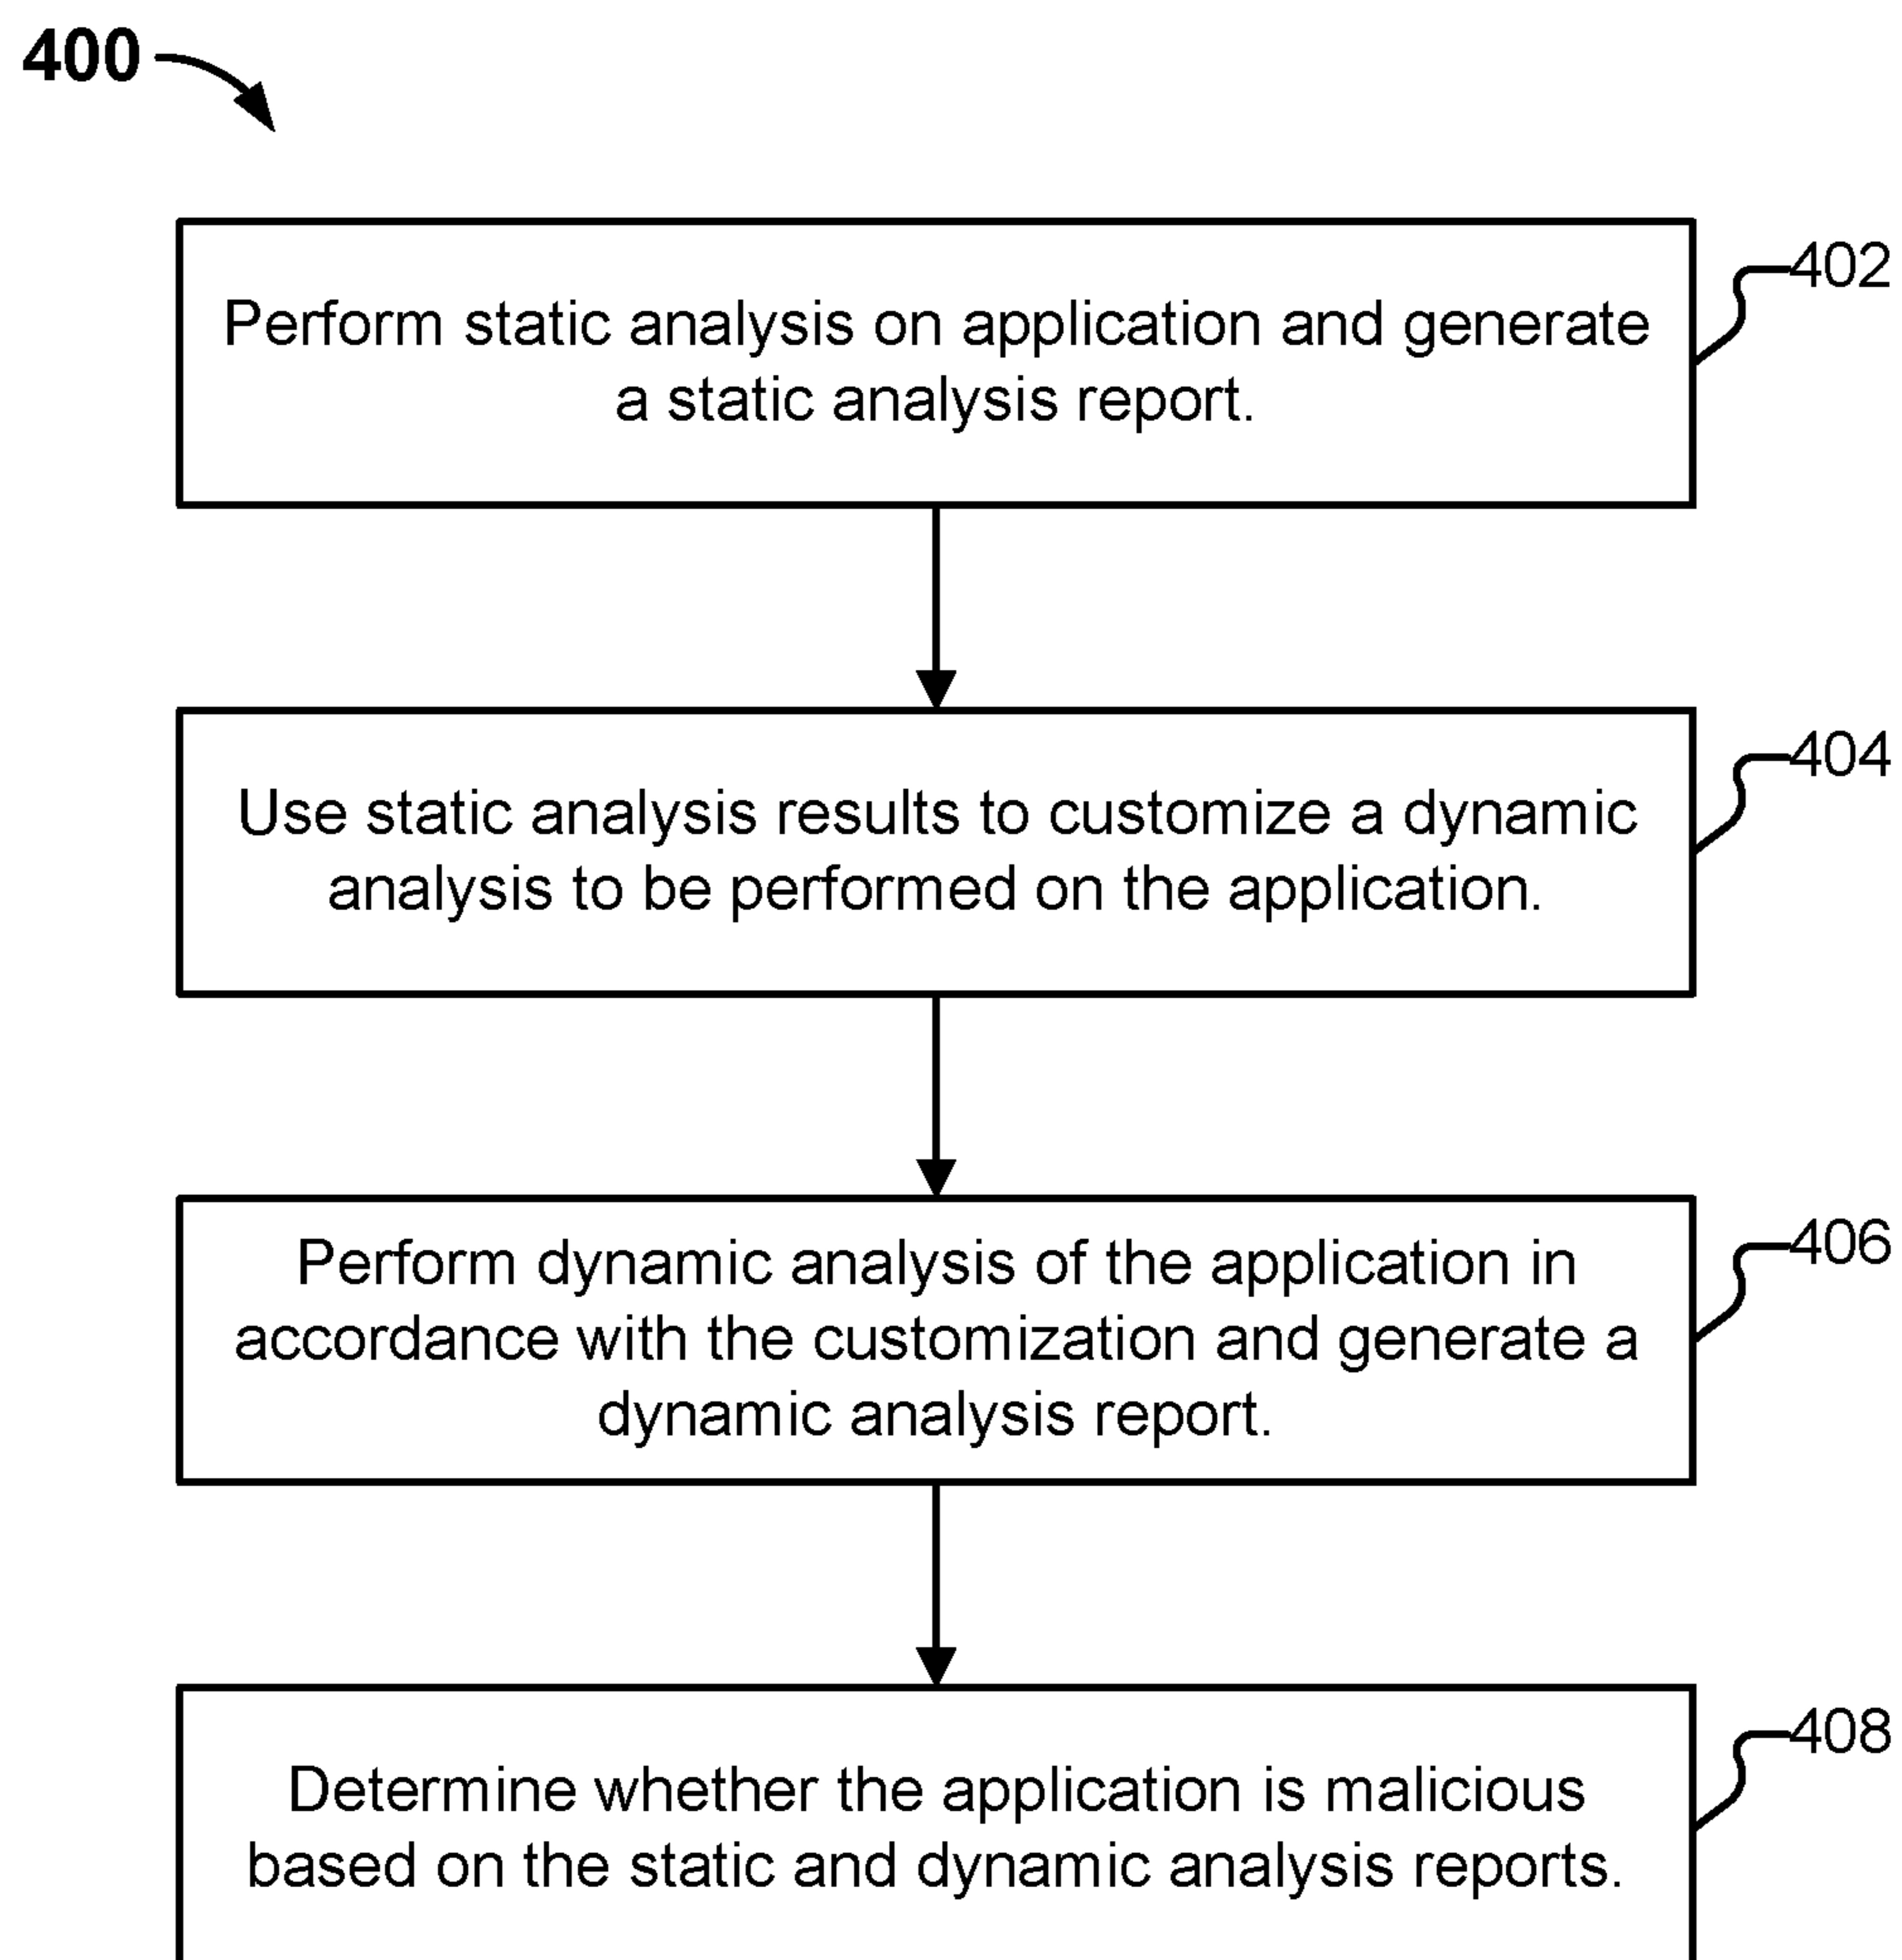 400
Perform static analysis on application and generate
a static analysis report.
402
Use static analysis results to customize a dynamic
analysis to be performed on the application.
404
Perform dynamic analysis of the application in
accordance with the customization and generate a
dynamic analysis report.
406
Determine whether the application is malicious
based on the static and dynamic analysis reports.
408